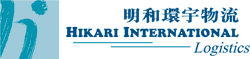 明和環宇物流
HIKARI INTERNATIONAL
Logistics